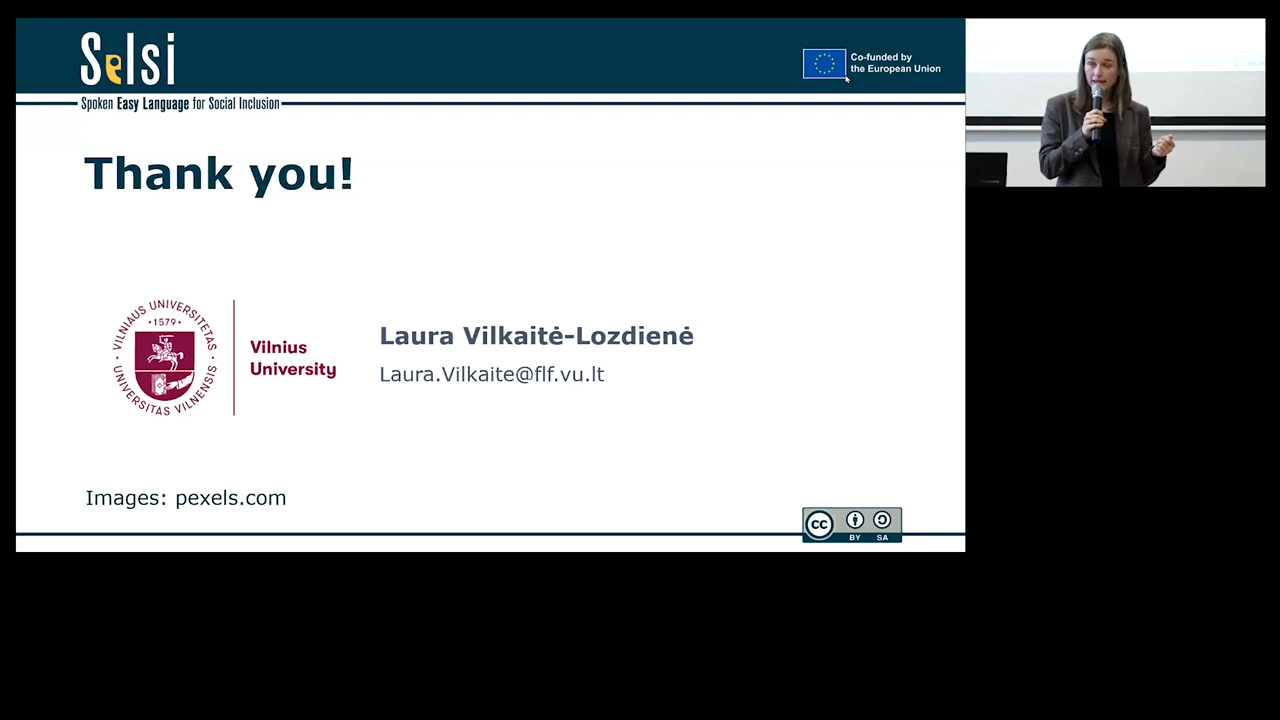 Selsi
Spoken Easy Language for Social Inclusion
Co-funded by
the European Union
Thank you!
VILNIAUS UNIVERSITETAS
·1579·
UNIVERSITAS VILNENSIS
Vilnius
University
Laura Vilkaitė-Lozdienė
Laura.Vilkaite@flf.vu.lt
Images: pexels.com
cc
BY SA